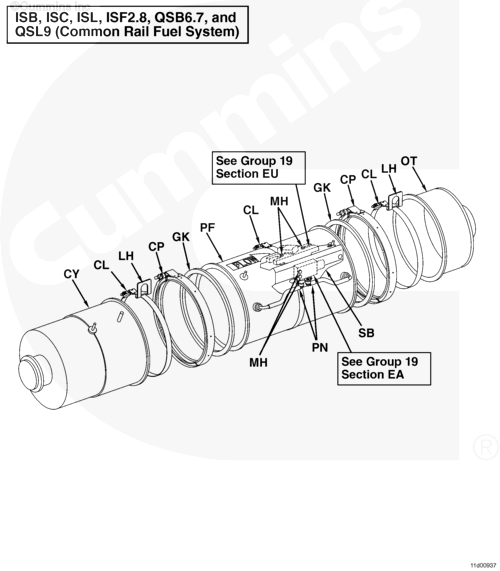 ©Cummins Inc.
ISB, ISC, ISL, ISF2.8, QSB6.7, and
QSL9 (Common Rail Fuel System)
Cummins
See Group 19
Section EU
OT
LH
CL
CP
GK
MH
CL
PF
GK
CP
LH
CL
CY
FLOW
SB
PN
MH
See Group 19
Section EA
®
11d00937